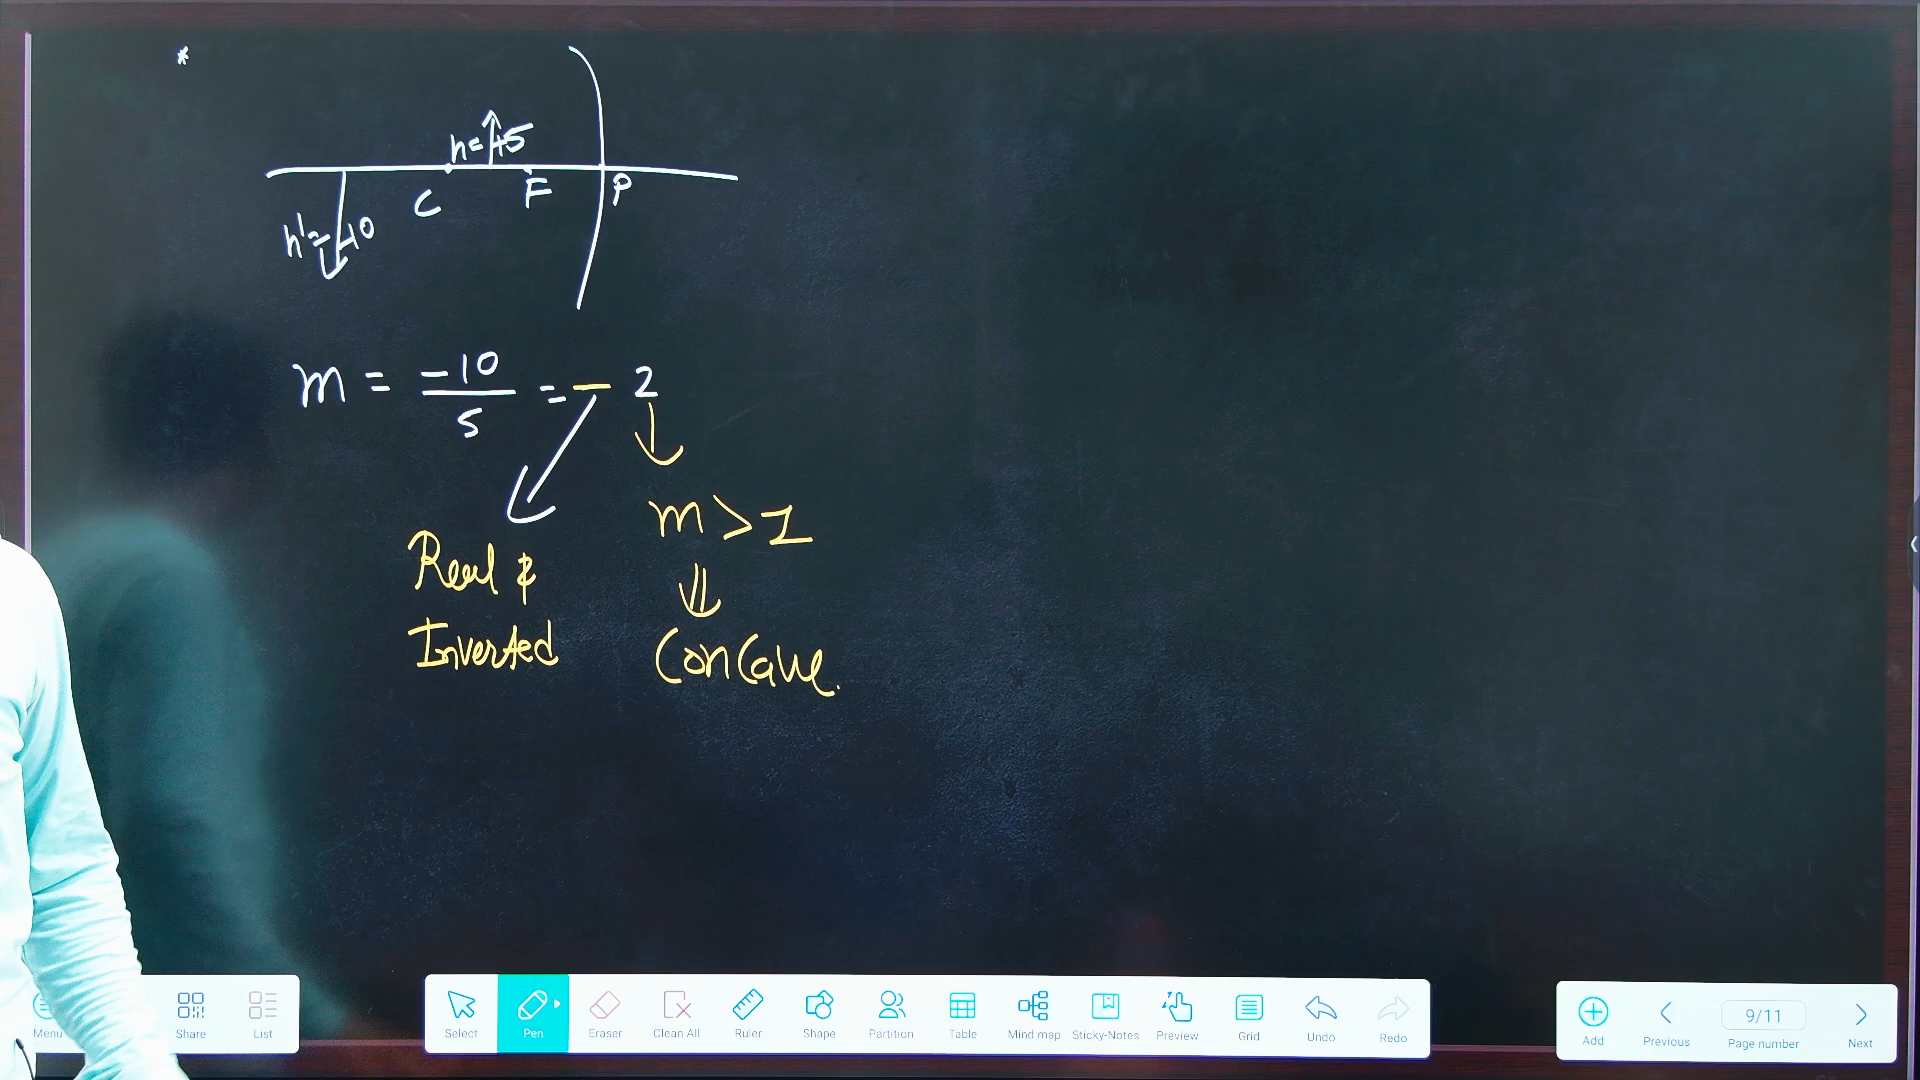 *
h=+5
C F P
h'=-10
m = -10/5 = - 2
m > 1
Real &
Inverted
⇓
Concave.
Menu Share List
Select Pen Eraser Clean All Ruler Shape Partition Table Mind map Sticky-Notes Preview Grid Undo Redo
Add Previous 9/11 Page number Next